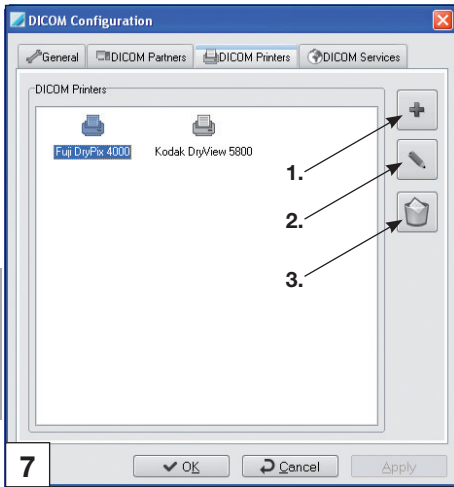 DICOM Configuration
General DICOM Partners DICOM Printers DICOM Services
DICOM Printers
Fuji DryPix 4000 Kodak DryView 5800
1.
2.
3.
7
OK Cancel Apply